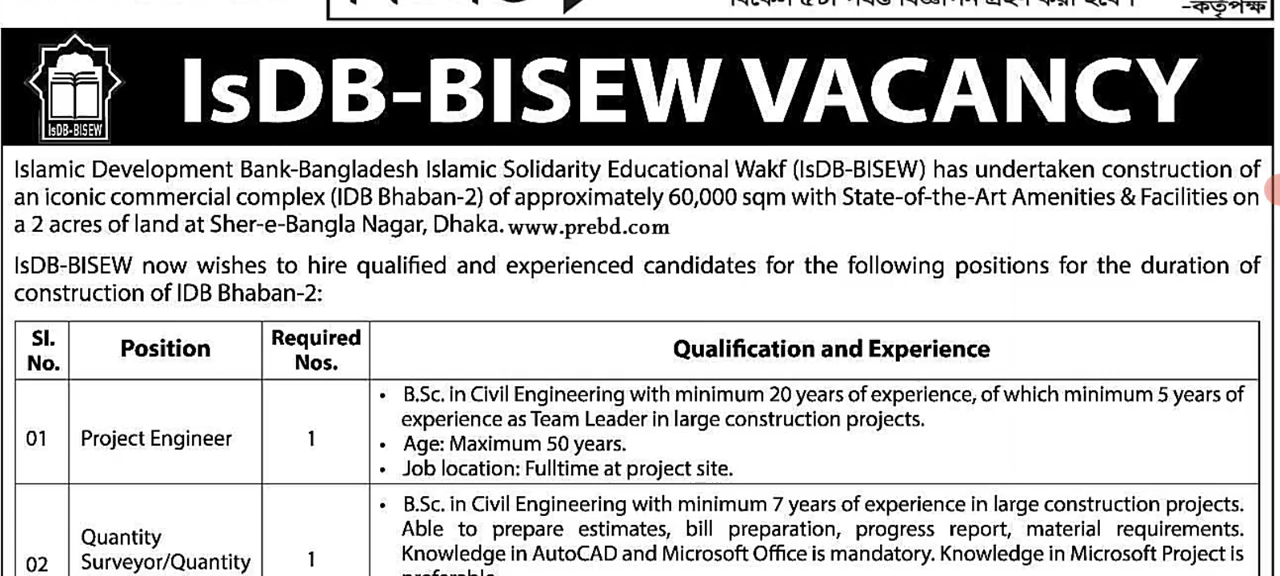 -কর্তৃপক্ষ
IsDB-BISEW
IsDB-BISEW VACANCY
Islamic Development Bank-Bangladesh Islamic Solidarity Educational Wakf (IsDB-BISEW) has undertaken construction of
an iconic commercial complex (IDB Bhaban-2) of approximately 60,000 sqm with State-of-the-Art Amenities & Facilities on
a 2 acres of land at Sher-e-Bangla Nagar, Dhaka. www.prebd.com
IsDB-BISEW now wishes to hire qualified and experienced candidates for the following positions for the duration of
construction of IDB Bhaban-2:
Sl. No. Position Required Nos. Qualification and Experience
01 Project Engineer 1
• B.Sc. in Civil Engineering with minimum 20 years of experience, of which minimum 5 years of
experience as Team Leader in large construction projects.
• Age: Maximum 50 years.
• Job location: Fulltime at project site.
02 Quantity
Surveyor/Quantity 1
• B.Sc. in Civil Engineering with minimum 7 years of experience in large construction projects.
Able to prepare estimates, bill preparation, progress report, material requirements.
Knowledge in AutoCAD and Microsoft Office is mandatory. Knowledge in Microsoft Project is